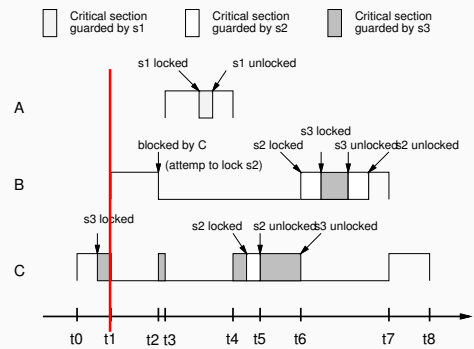 Critical section guarded by s1
Critical section guarded by s2
Critical section guarded by s3
s1 locked
s1 unlocked
A
s3 locked
blocked by C
s2 locked
s3 unlocked
s2 unlocked
(attemp to lock s2)
B
s3 locked
s2 locked
s2 unlocked
s3 unlocked
C
t0
t1
t2
t3
t4
t5
t6
t7
t8